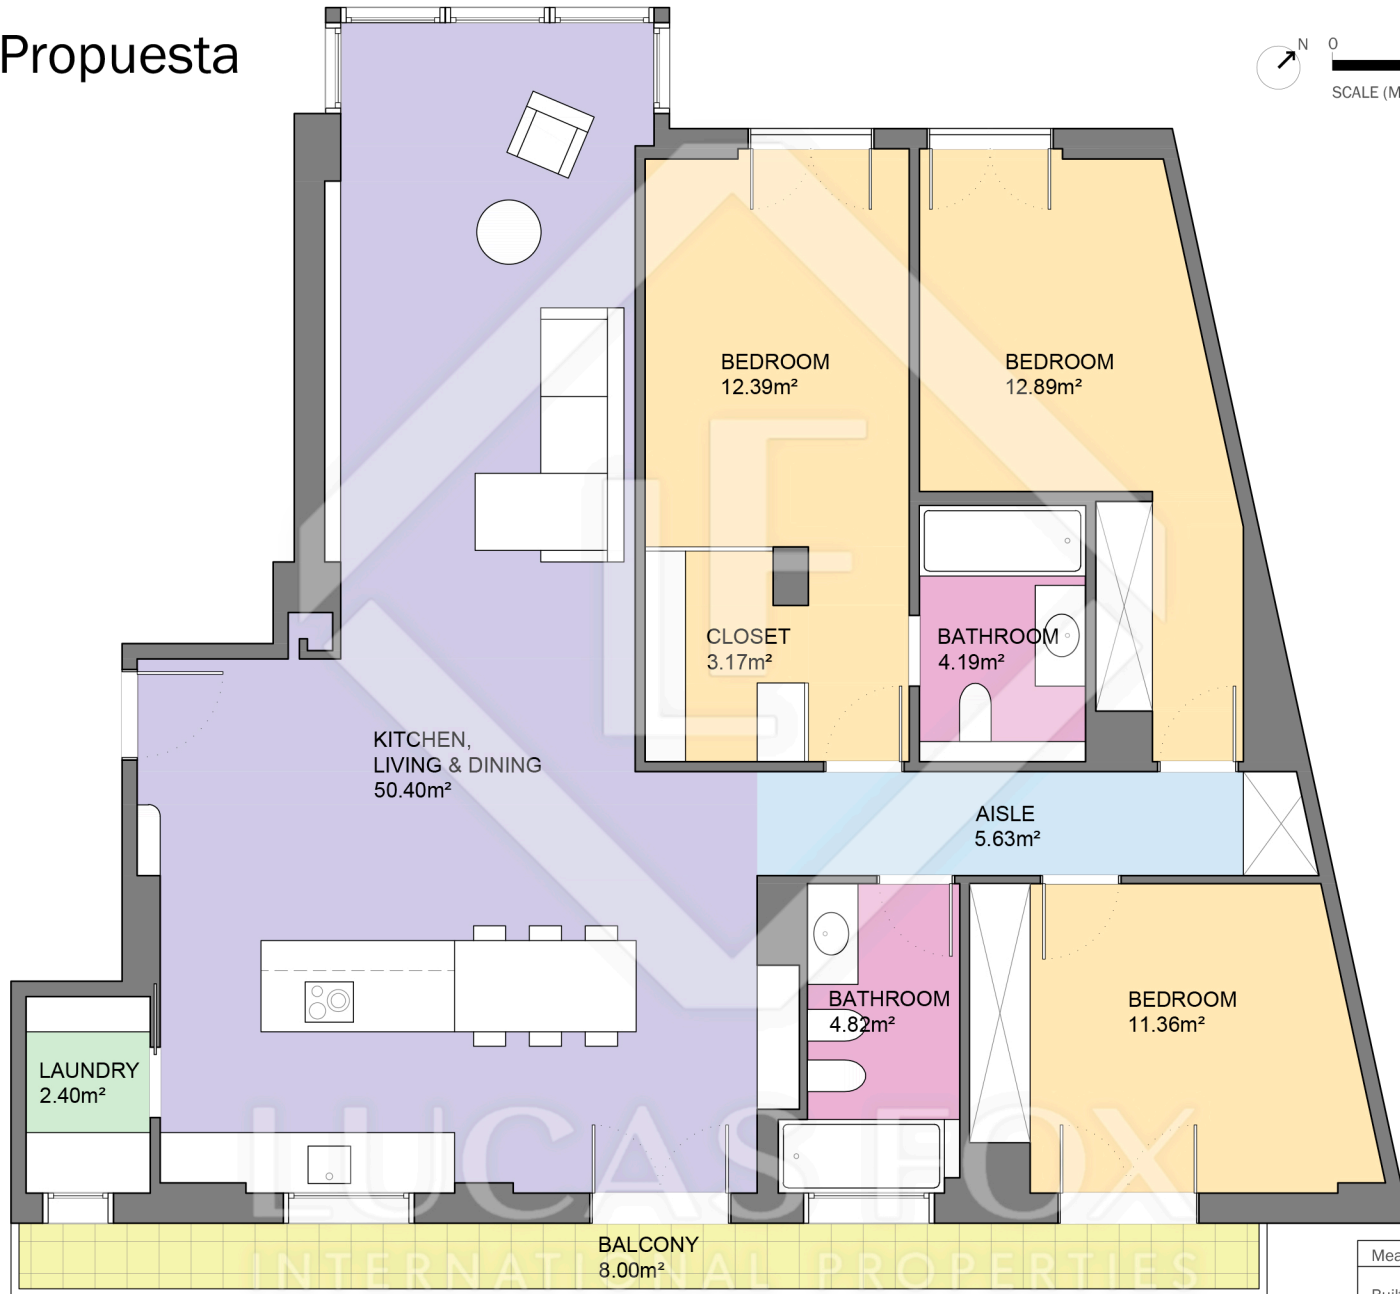 Propuesta
N 0
SCALE (M
BEDROOM
12.39m²
BEDROOM
12.89m²
CLOSET
3.17m²
BATHROOM
4.19m²
KITCHEN,
LIVING & DINING
50.40m²
AISLE
5.63m²
BATHROOM
4.82m²
BEDROOM
11.36m²
LAUNDRY
2.40m²
LUCAS FOX
INTERNATIONAL PROPERTIES
BALCONY
8.00m²
Mea